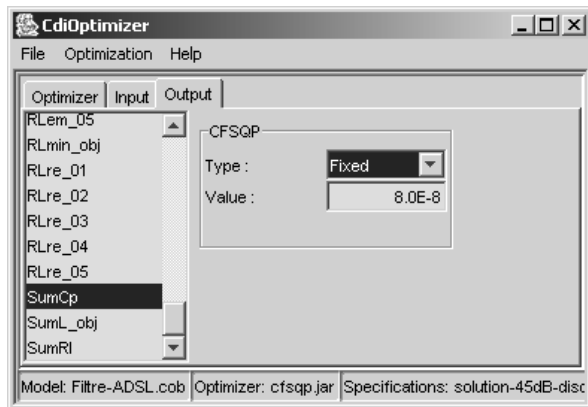 CdiOptimizer
File Optimization Help
Optimizer Input Output
RLem_05
RLmin_obj
RLre_01
RLre_02
RLre_03
RLre_04
RLre_05
SumCp
SumL_obj
SumRl
CFSQP
Type : Fixed
Value : 8.0E-8
Model: Filtre-ADSL.cob Optimizer: cfsqp.jar Specifications: solution-45dB-disc